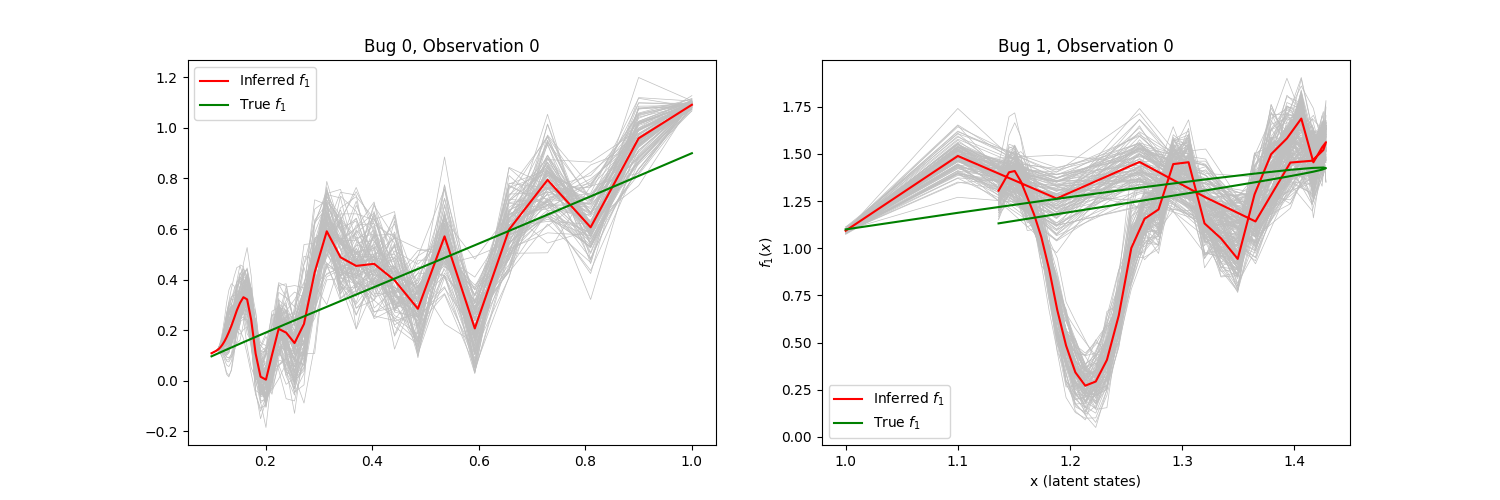 Bug 0, Observation 0
Inferred f₁
True f₁
1.2
1.0
0.8
0.6
0.4
0.2
0.0
−0.2
0.2 0.4 0.6 0.8 1.0
Bug 1, Observation 0
f₁(x)
1.75
1.50
1.25
1.00
0.75
0.50
0.25
0.00
Inferred f₁
True f₁
1.0 1.1 1.2 1.3 1.4
x (latent states)